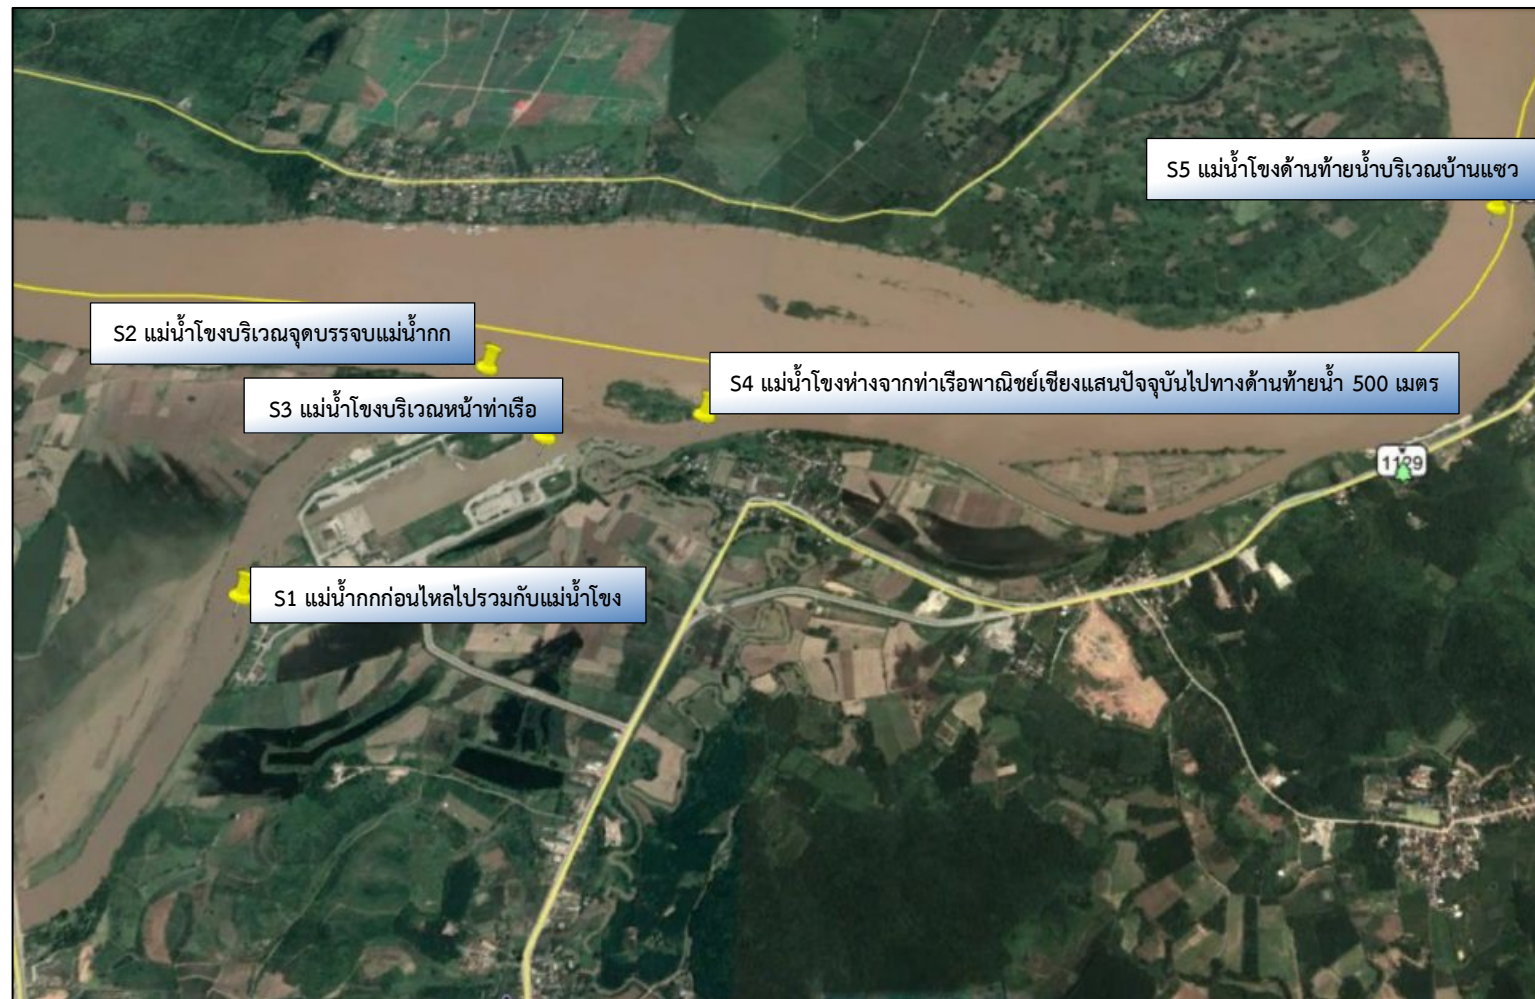 S5 แม่น้ำโขงด้านท้ายน้ำบริเวณบ้านแซว
S2 แม่น้ำโขงบริเวณจุดบรรจบแม่น้ำกก
S4 แม่น้ำโขงห่างจากท่าเรือพาณิชย์เชียงแสนปัจจุบันไปทางด้านท้ายน้ำ 500 เมตร
S3 แม่น้ำโขงบริเวณหน้าท่าเรือ
1129
S1 แม่น้ำกกก่อนไหลไปรวมกับแม่น้ำโขง